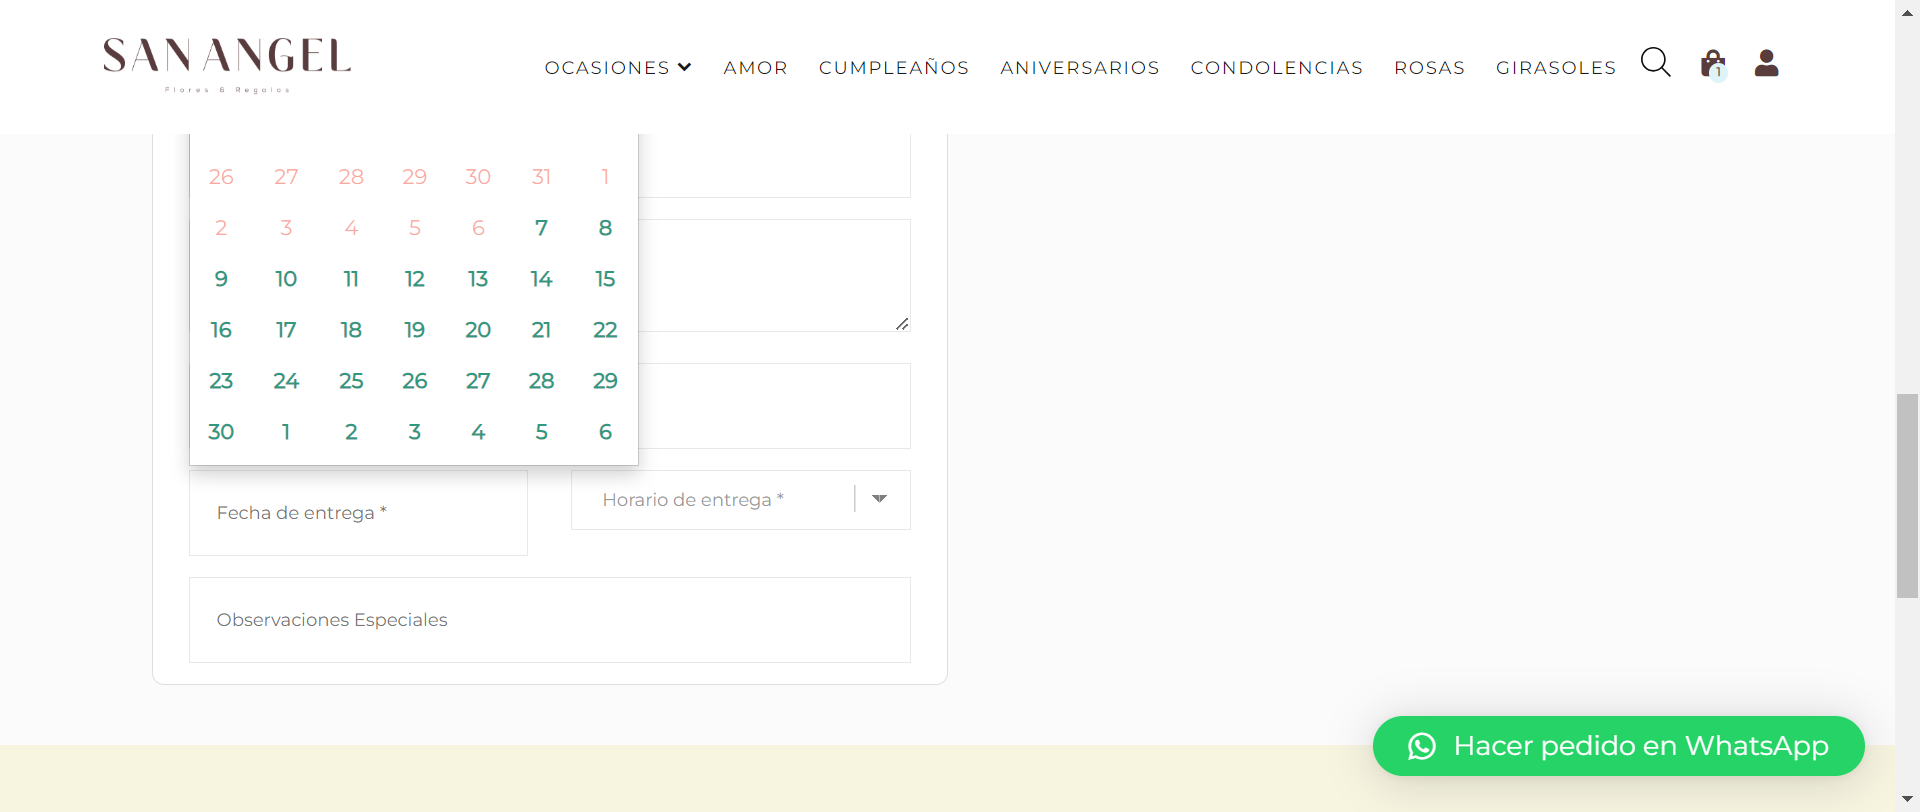 SAN ANGEL
Flores & Regalos
OCASIONES AMOR CUMPLEAÑOS ANIVERSARIOS CONDOLENCIAS ROSAS GIRASOLES
1
26 27 28 29 30 31 1
2 3 4 5 6 7 8
9 10 11 12 13 14 15
16 17 18 19 20 21 22
23 24 25 26 27 28 29
30 1 2 3 4 5 6
Fecha de entrega *
Horario de entrega *
Observaciones Especiales
Hacer pedido en WhatsApp